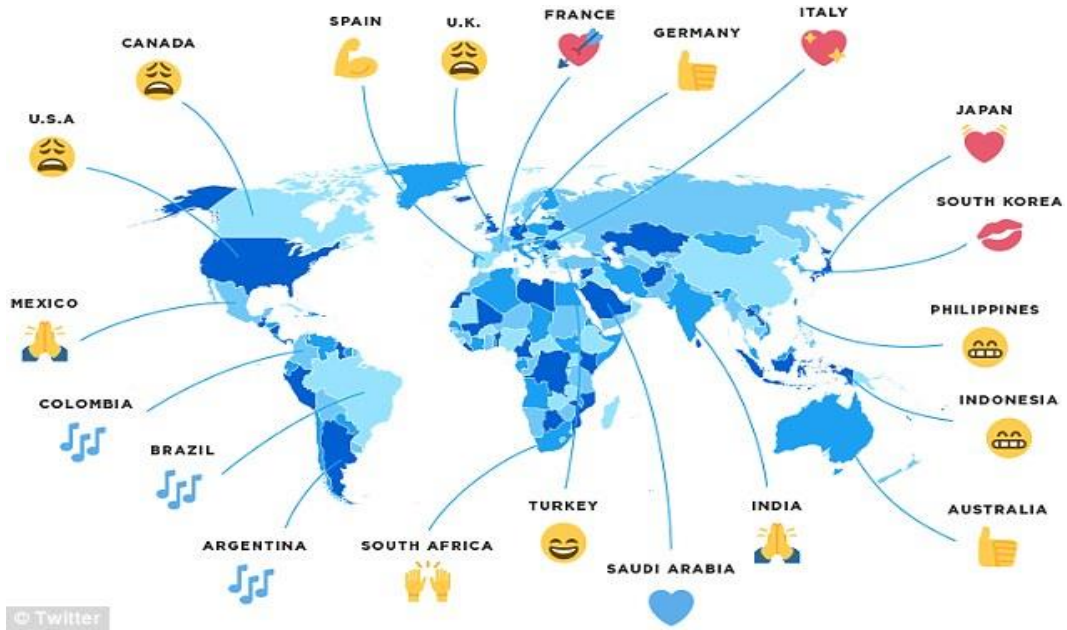 SPAIN
U.K.
FRANCE
ITALY
GERMANY
CANADA
U.S.A
JAPAN
SOUTH KOREA
MEXICO
PHILIPPINES
COLOMBIA
INDONESIA
BRAZIL
ARGENTINA
SOUTH AFRICA
TURKEY
INDIA
AUSTRALIA
SAUDI ARABIA
© Twitter